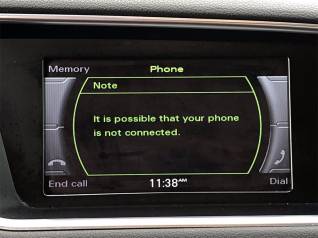 Memory Phone
Note
It is possible that your phone
is not connected.
End call 11:38AM Dial